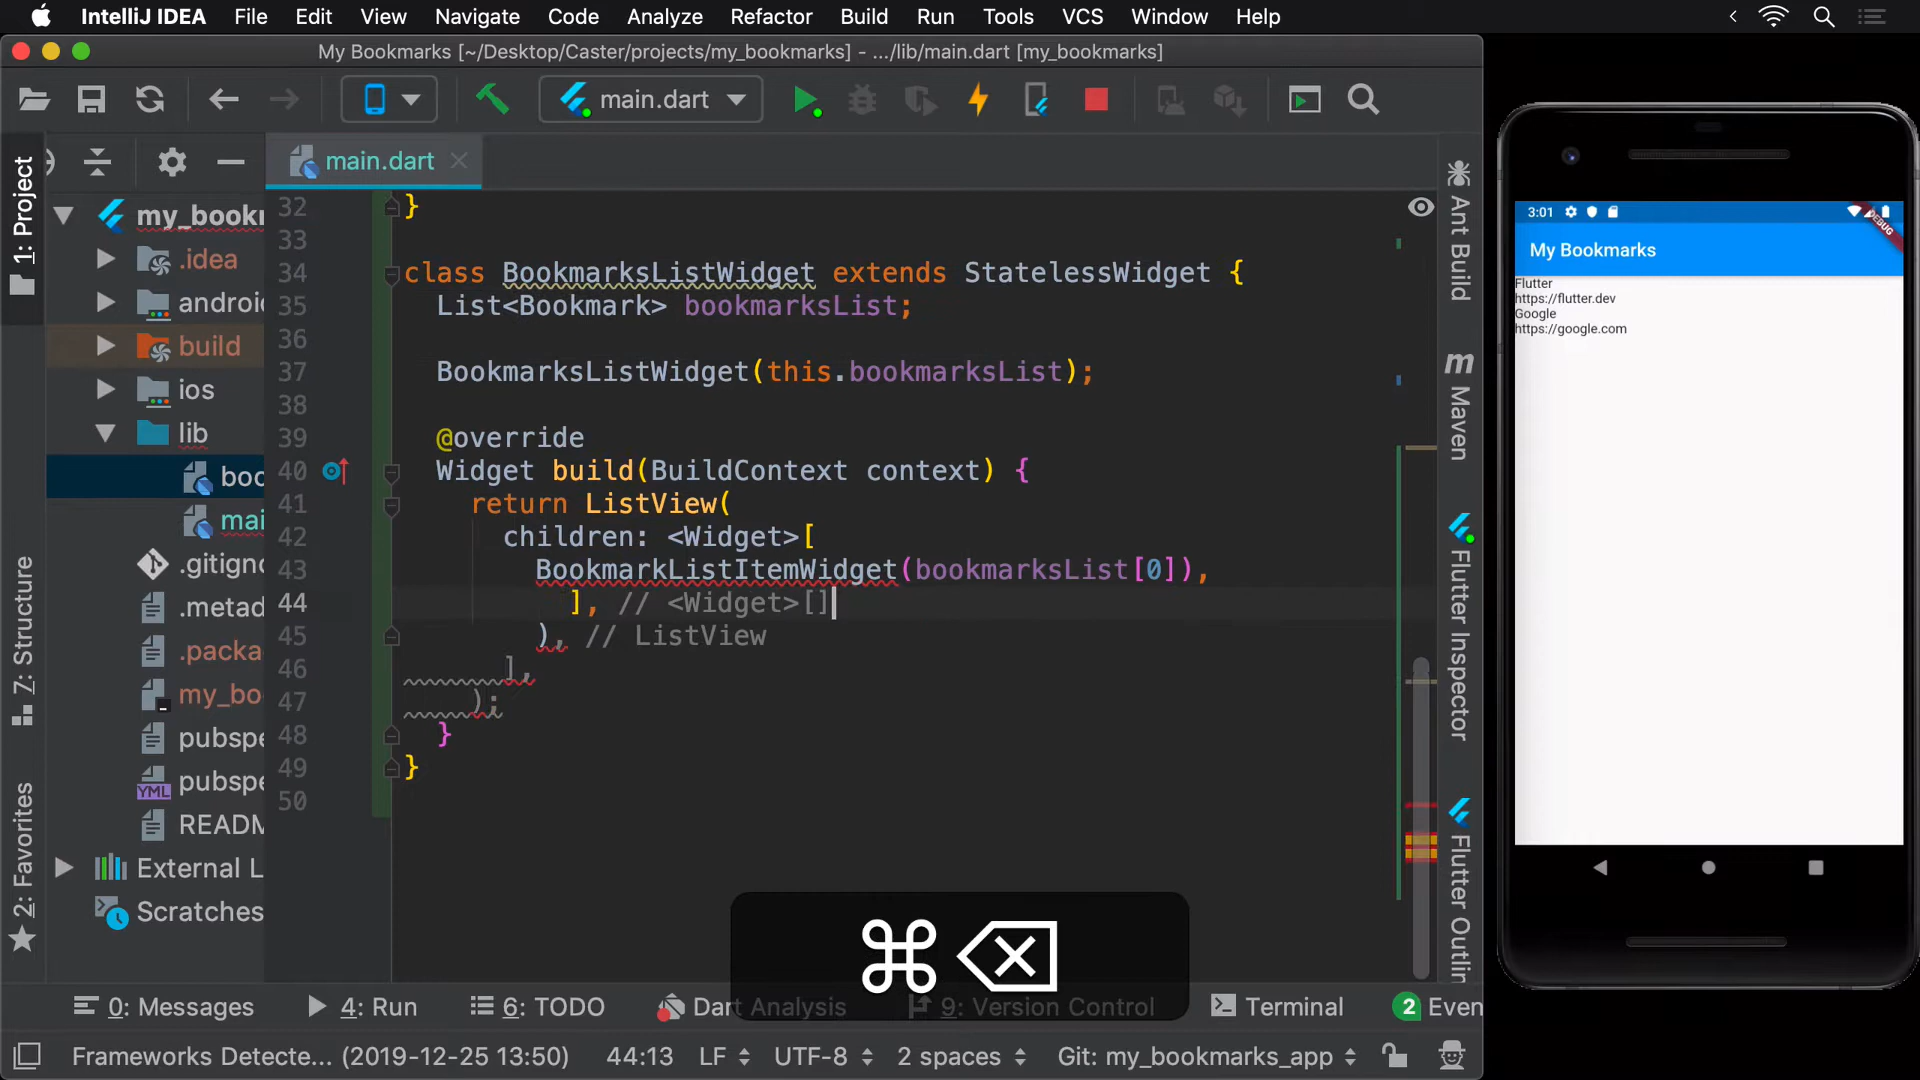 IntelliJ IDEA File Edit View Navigate Code Analyze Refactor Build Run Tools VCS Window Help
My Bookmarks [~/Desktop/Caster/projects/my_bookmarks] - .../lib/main.dart [my_bookmarks]
main.dart
1: Project
main.dart
my_bookm
.idea
android
build
ios
lib
boo
mai
.gitigno
.metad
.packa
my_bo
pubspe
pubspe
YML
READM
External L
Scratches
7: Structure
2: Favorites
32 }
33
34 class BookmarksListWidget extends StatelessWidget {
35 List<Bookmark> bookmarksList;
36
37 BookmarksListWidget(this.bookmarksList);
38
39 @override
40 Widget build(BuildContext context) {
41 return ListView(
42 children: <Widget>[
43 BookmarkListItemWidget(bookmarksList[0]),
44 ], // <Widget>[]
45 ), // ListView
46 ],
47 );
48 }
49 }
50
Ant Build
m Maven
Flutter Inspector
Flutter Outlin
3:01
DEBUG
My Bookmarks
Flutter
https://flutter.dev
Google
https://google.com
⌘ ⌫
0: Messages 4: Run 6: TODO Dart Analysis 9: Version Control Terminal 2 Even
Frameworks Detecte... (2019-12-25 13:50) 44:13 LF UTF-8 2 spaces Git: my_bookmarks_app